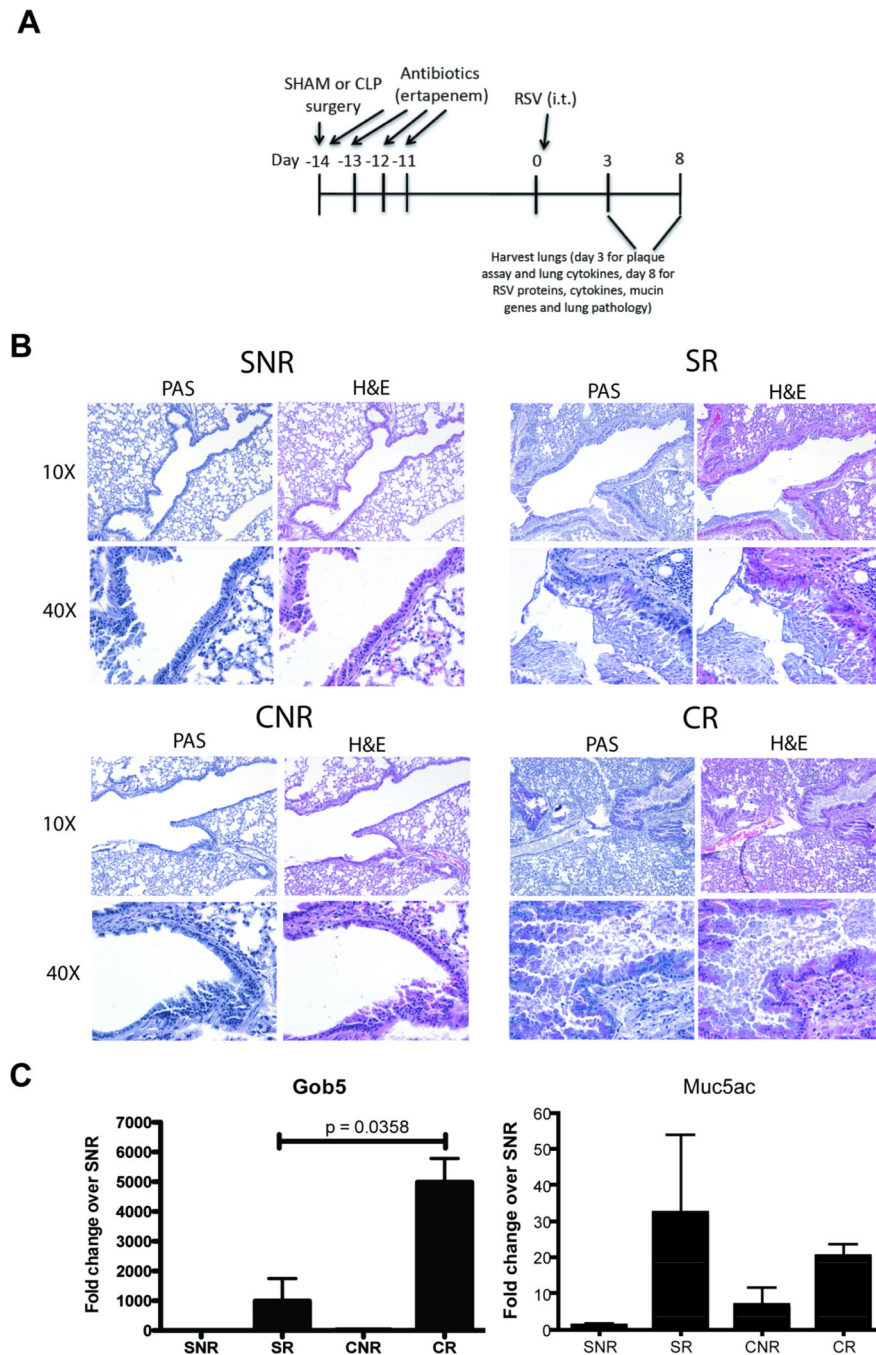 A
SHAM or CLP
surgery
Antibiotics
(ertapenem)
RSV (i.t.)
Day -14 -13 -12 -11 0 3 8
Harvest lungs (day 3 for plaque
assay and lung cytokines, day 8 for
RSV proteins, cytokines, mucin
genes and lung pathology)
B
SNR
PAS H&E
10X
40X
SR
PAS H&E
CNR
PAS H&E
10X
40X
CR
PAS H&E
C
Gob5
Fold change over SNR
7000
6000
5000
4000
3000
2000
1000
0
p = 0.0358
SNR SR CNR CR
Muc5ac
Fold change over SNR
60
50
40
30
20
10
0
SNR SR CNR CR